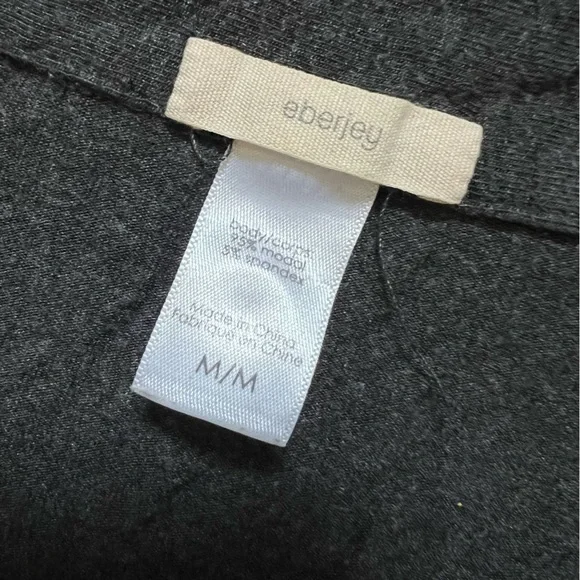 eberjey
body/corps:
95% modal
5% spandex
Made in China
Fabriqué en Chine
M/M